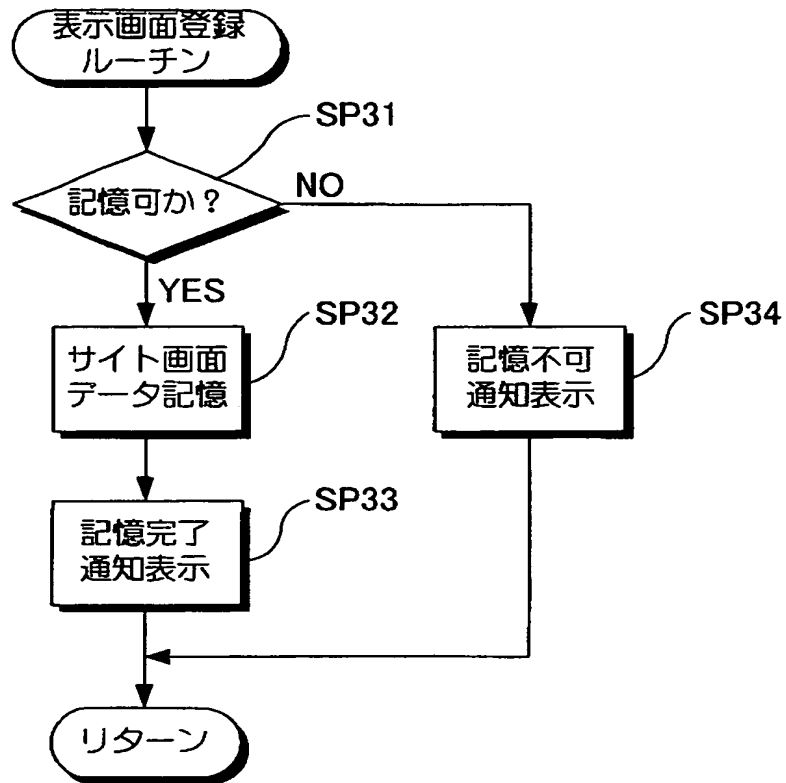 表示画面登録
ルーチン
SP31
記憶可か？
NO
YES
SP32
サイト画面
データ記憶
SP34
記憶不可
通知表示
SP33
記憶完了
通知表示
リターン